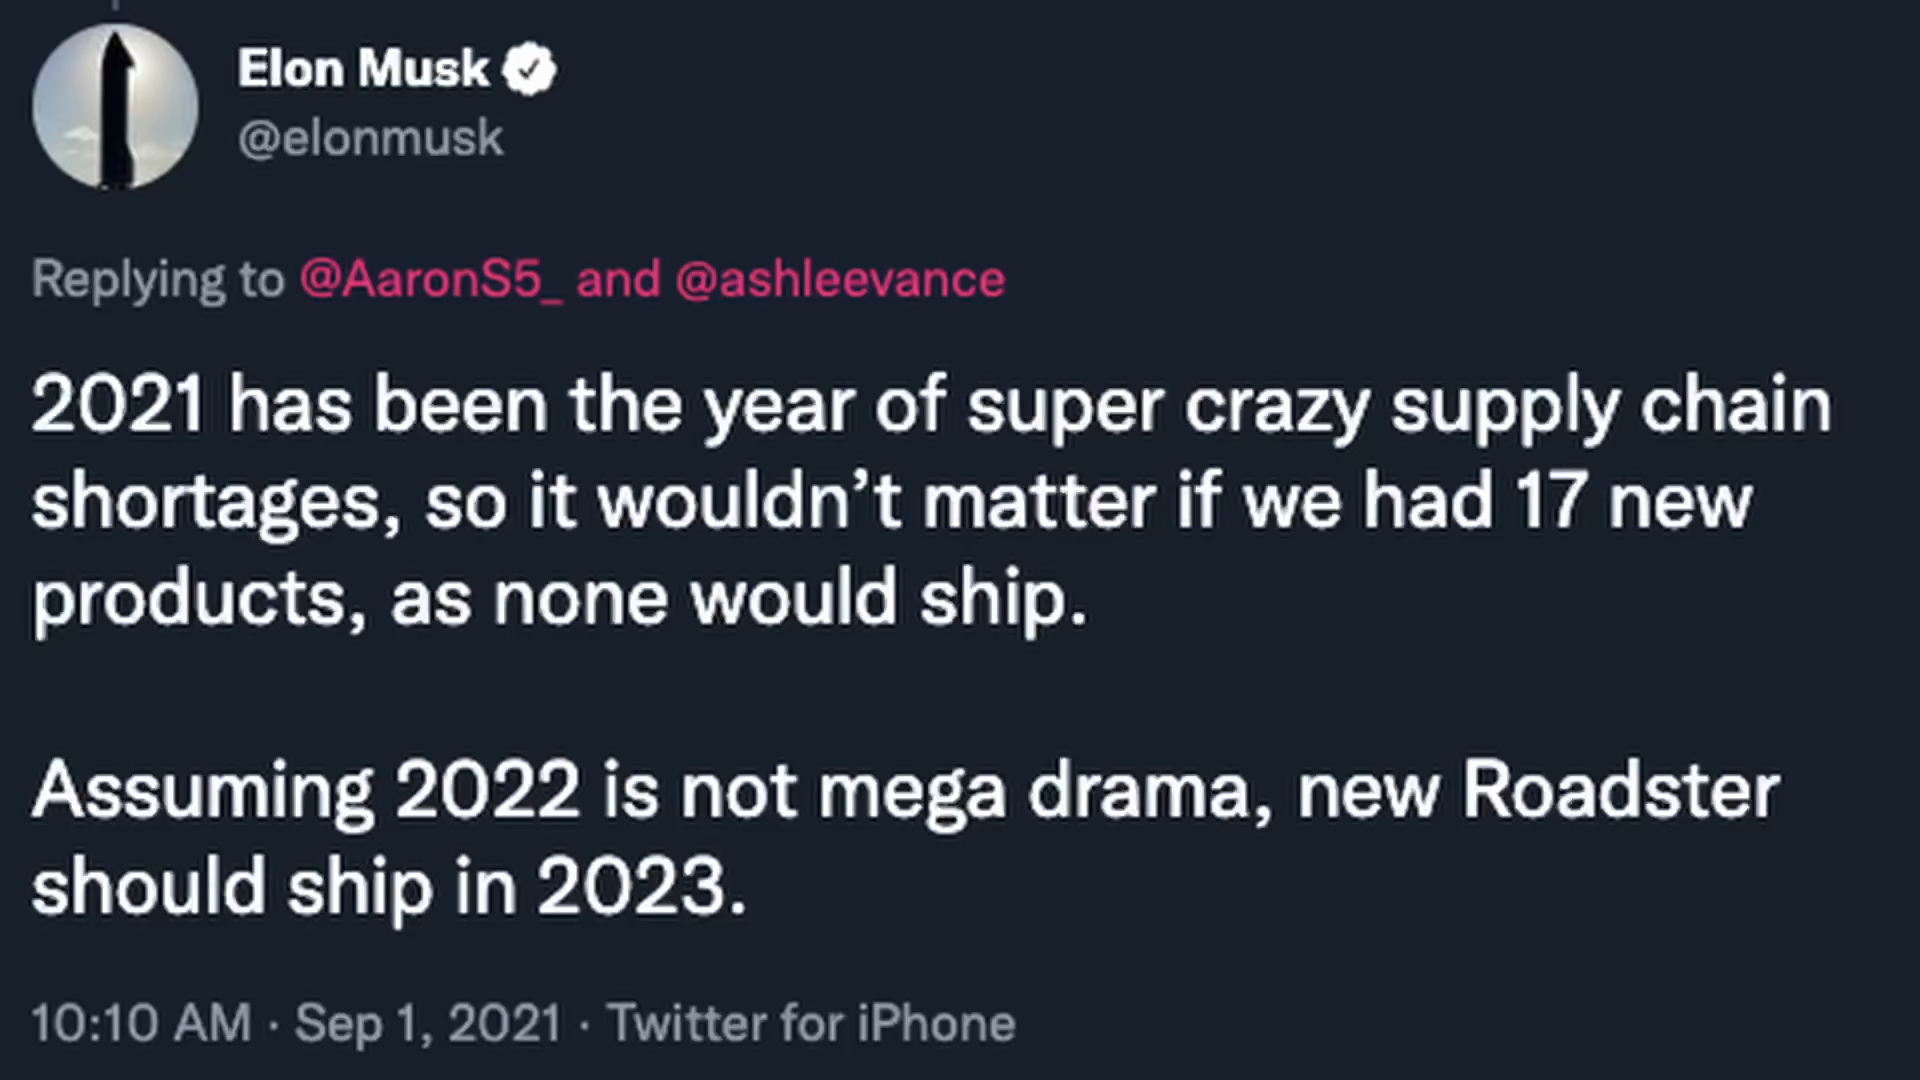 Elon Musk
@elonmusk
Replying to @AaronS5_ and @ashleevance
2021 has been the year of super crazy supply chain
shortages, so it wouldn’t matter if we had 17 new
products, as none would ship.
Assuming 2022 is not mega drama, new Roadster
should ship in 2023.
10:10 AM · Sep 1, 2021 · Twitter for iPhone